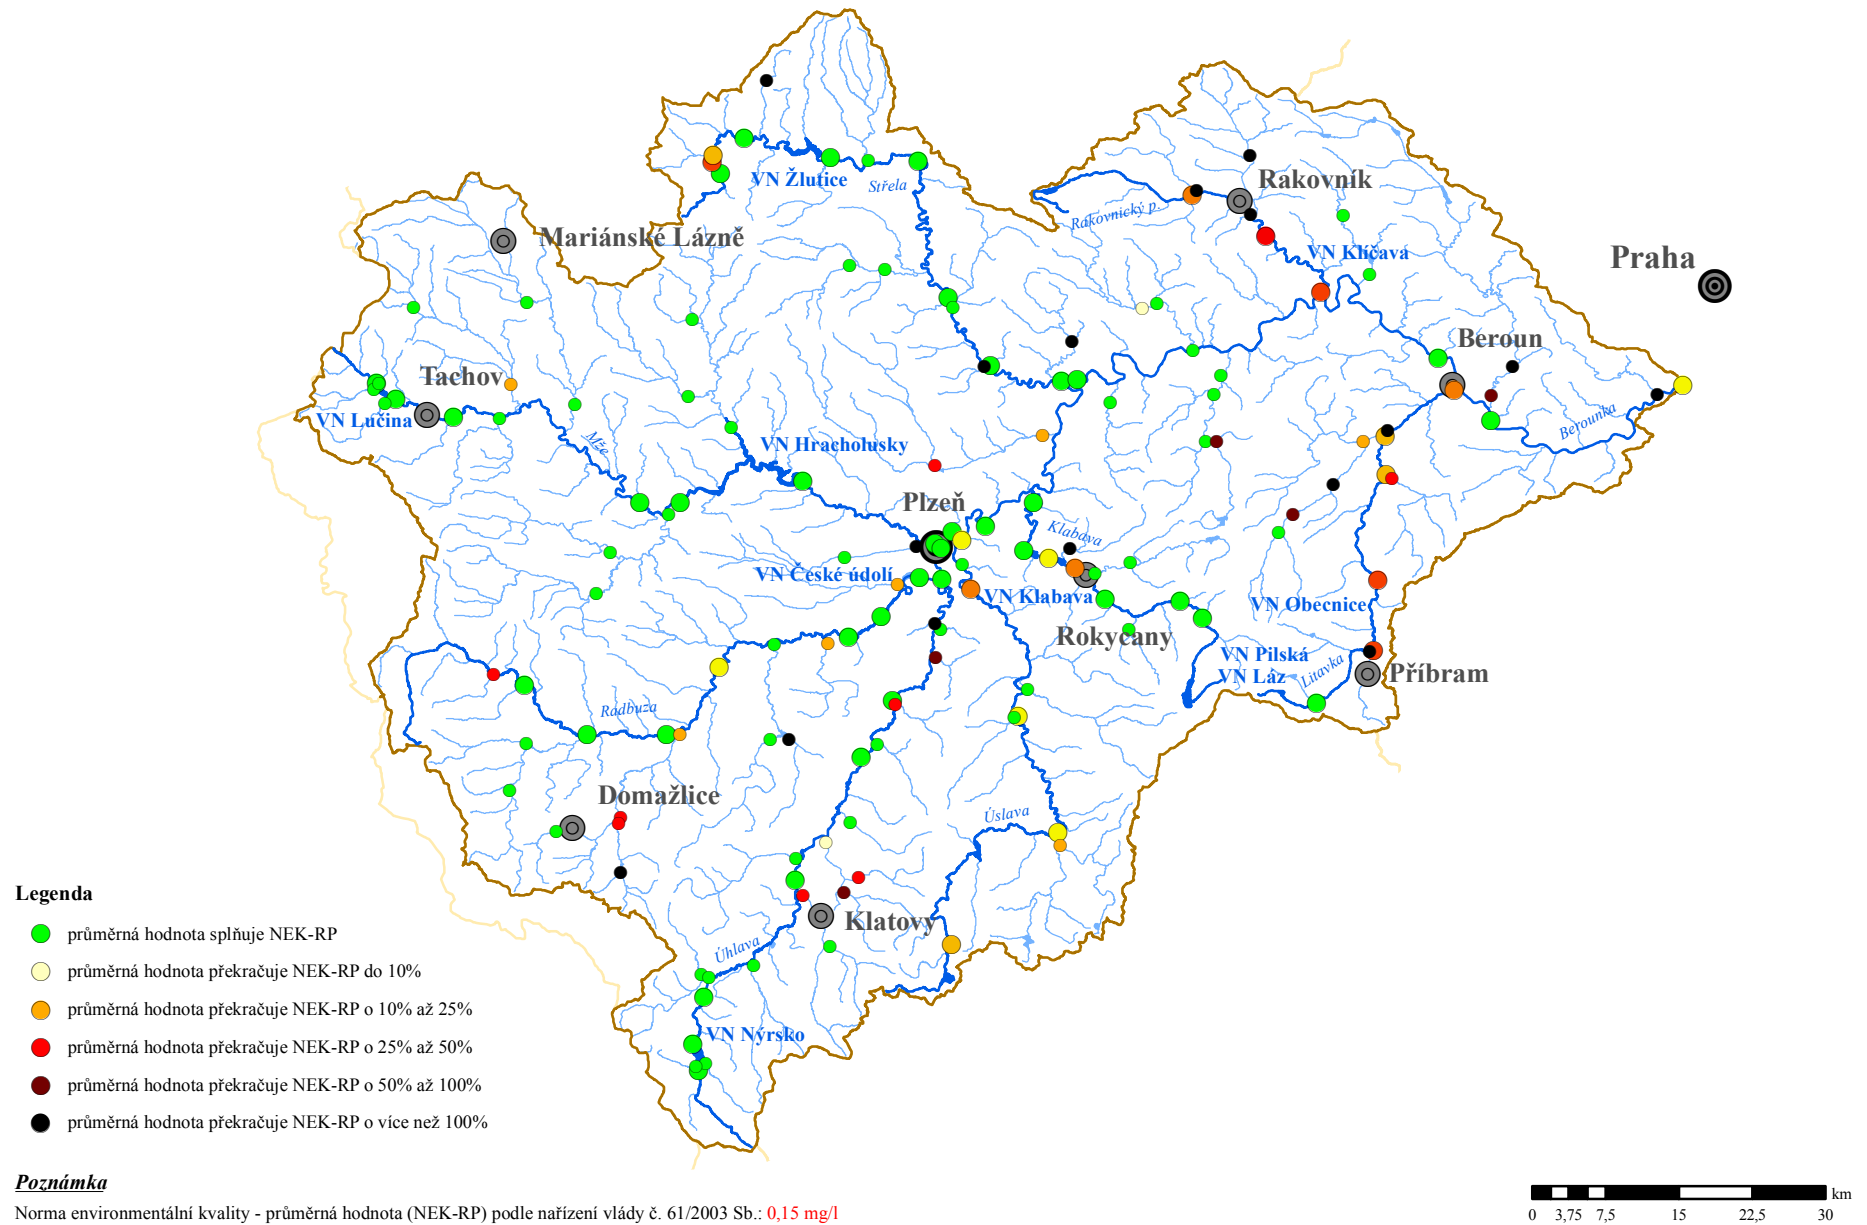 VN Žlutice
Střela
Rakovník
Rakovnický p.
Mariánské Lázně
VN Klíčava
Praha
Beroun
Tachov
VN Lučina
Mže
VN Hracholusky
Berounka
Plzeň
Klabava
VN České údolí
VN Klabava
VN Obecnice
Rokycany
VN Pilská
VN Láz
Litavka
Příbram
Radbuza
Domažlice
Úslava
Klatovy
Úhlava
VN Nýrsko
Legenda
průměrná hodnota splňuje NEK-RP
průměrná hodnota překračuje NEK-RP do 10%
průměrná hodnota překračuje NEK-RP o 10% až 25%
průměrná hodnota překračuje NEK-RP o 25% až 50%
průměrná hodnota překračuje NEK-RP o 50% až 100%
průměrná hodnota překračuje NEK-RP o více než 100%
Poznámka
Norma environmentální kvality - průměrná hodnota (NEK-RP) podle nařízení vlády č. 61/2003 Sb.: 0,15 mg/l
km
0 3,75 7,5 15 22,5 30